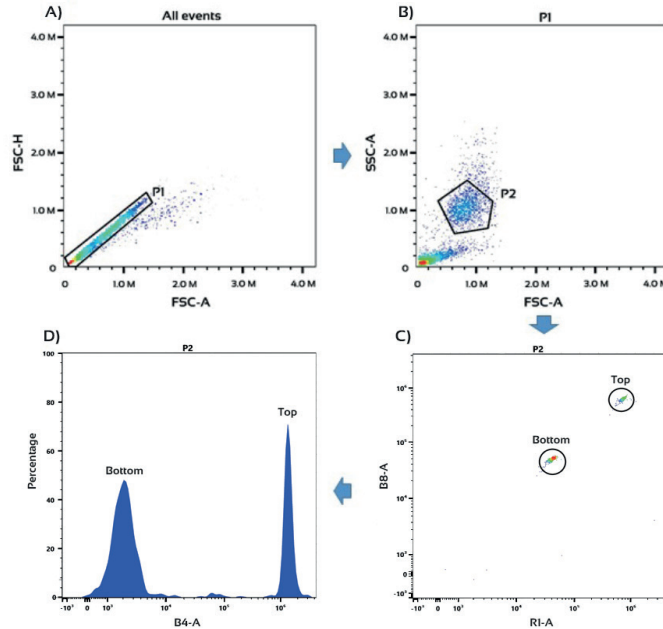 A)
All events
4.0 M
3.0 M
2.0 M
1.0 M
0
FSC-H
P1
0
1.0 M
2.0 M
3.0 M
4.0 M
FSC-A
B)
P1
4.0 M
3.0 M
2.0 M
1.0 M
0
SSC-A
P2
0
1.0 M
2.0 M
3.0 M
4.0 M
FSC-A
D)
P2
100
80
60
40
20
0
Percentage
Bottom
Top
0
B4-A
C)
P2
B8-A
Top
Bottom
0
0
R1-A